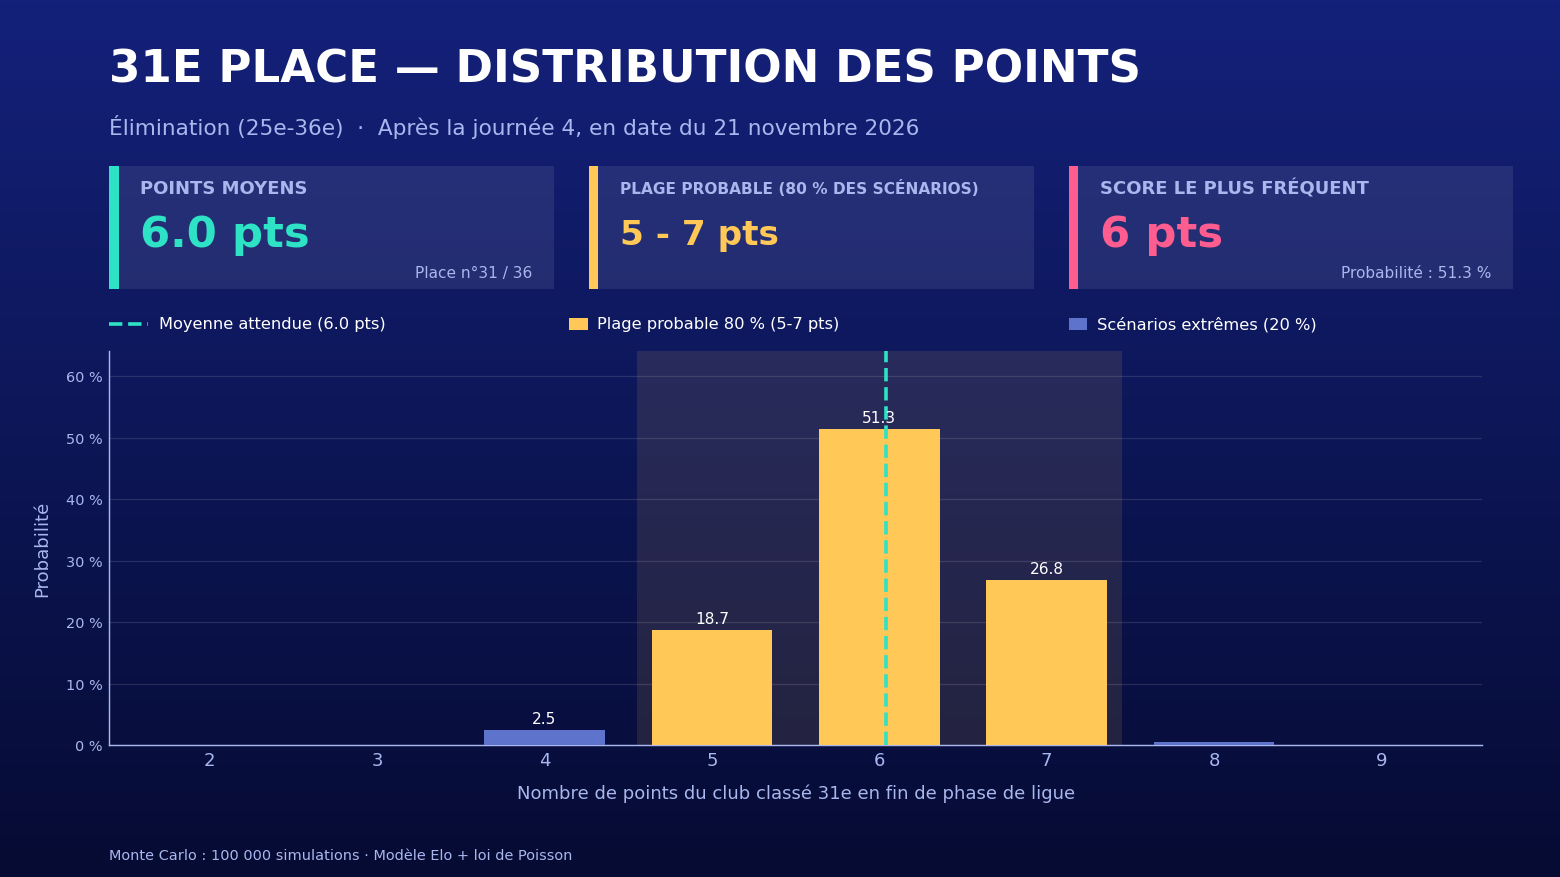 31E PLACE — DISTRIBUTION DES POINTS
Élimination (25e-36e)  ·  Après la journée 4, en date du 21 novembre 2026
POINTS MOYENS
6.0 pts
Place n°31 / 36
PLAGE PROBABLE (80 % DES SCÉNARIOS)
5 - 7 pts
SCORE LE PLUS FRÉQUENT
6 pts
Probabilité : 51.3 %
Moyenne attendue (6.0 pts)
Plage probable 80 % (5-7 pts)
Scénarios extrêmes (20 %)
Probabilité
60 %
50 %
40 %
30 %
20 %
10 %
0 %
2.5
18.7
51.3
26.8
2 3 4 5 6 7 8 9
Nombre de points du club classé 31e en fin de phase de ligue
Monte Carlo : 100 000 simulations · Modèle Elo + loi de Poisson